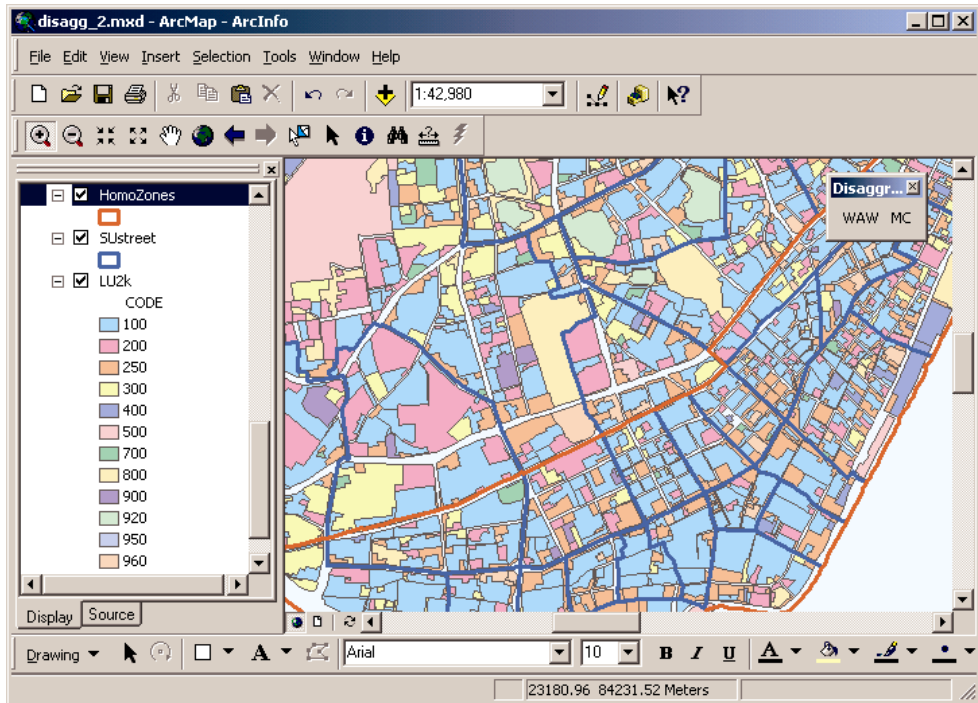 disagg_2.mxd - ArcMap - ArcInfo
File Edit View Insert Selection Tools Window Help
1:42,980
HomoZones
SUstreet
LU2k
CODE
100
200
250
300
400
500
700
800
900
920
950
960
Disaggr...
WAW MC
Display Source
Drawing A Arial 10 B I U A
23180.96 84231.52 Meters